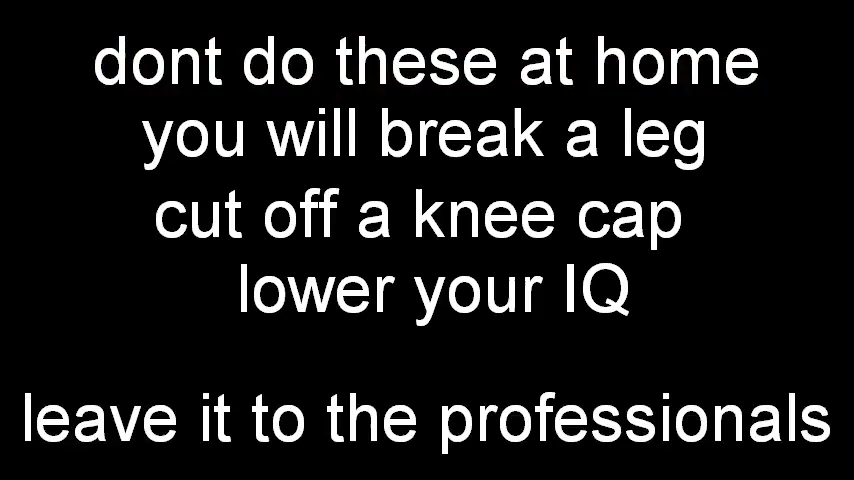 dont do these at home
you will break a leg
cut off a knee cap
lower your IQ
leave it to the professionals